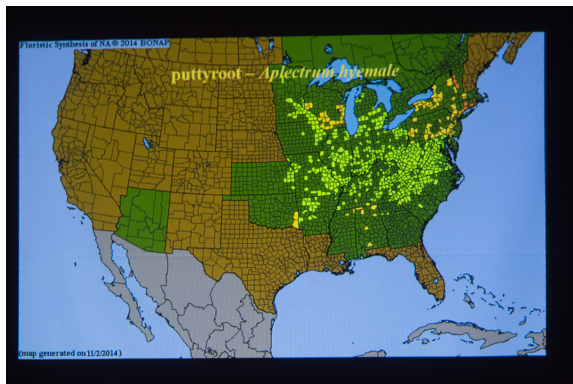 Floristic Synthesis of NA © 2014 BONAP
puttyroot – Aplectrum hyemale
(map generated on 11/2/2014)